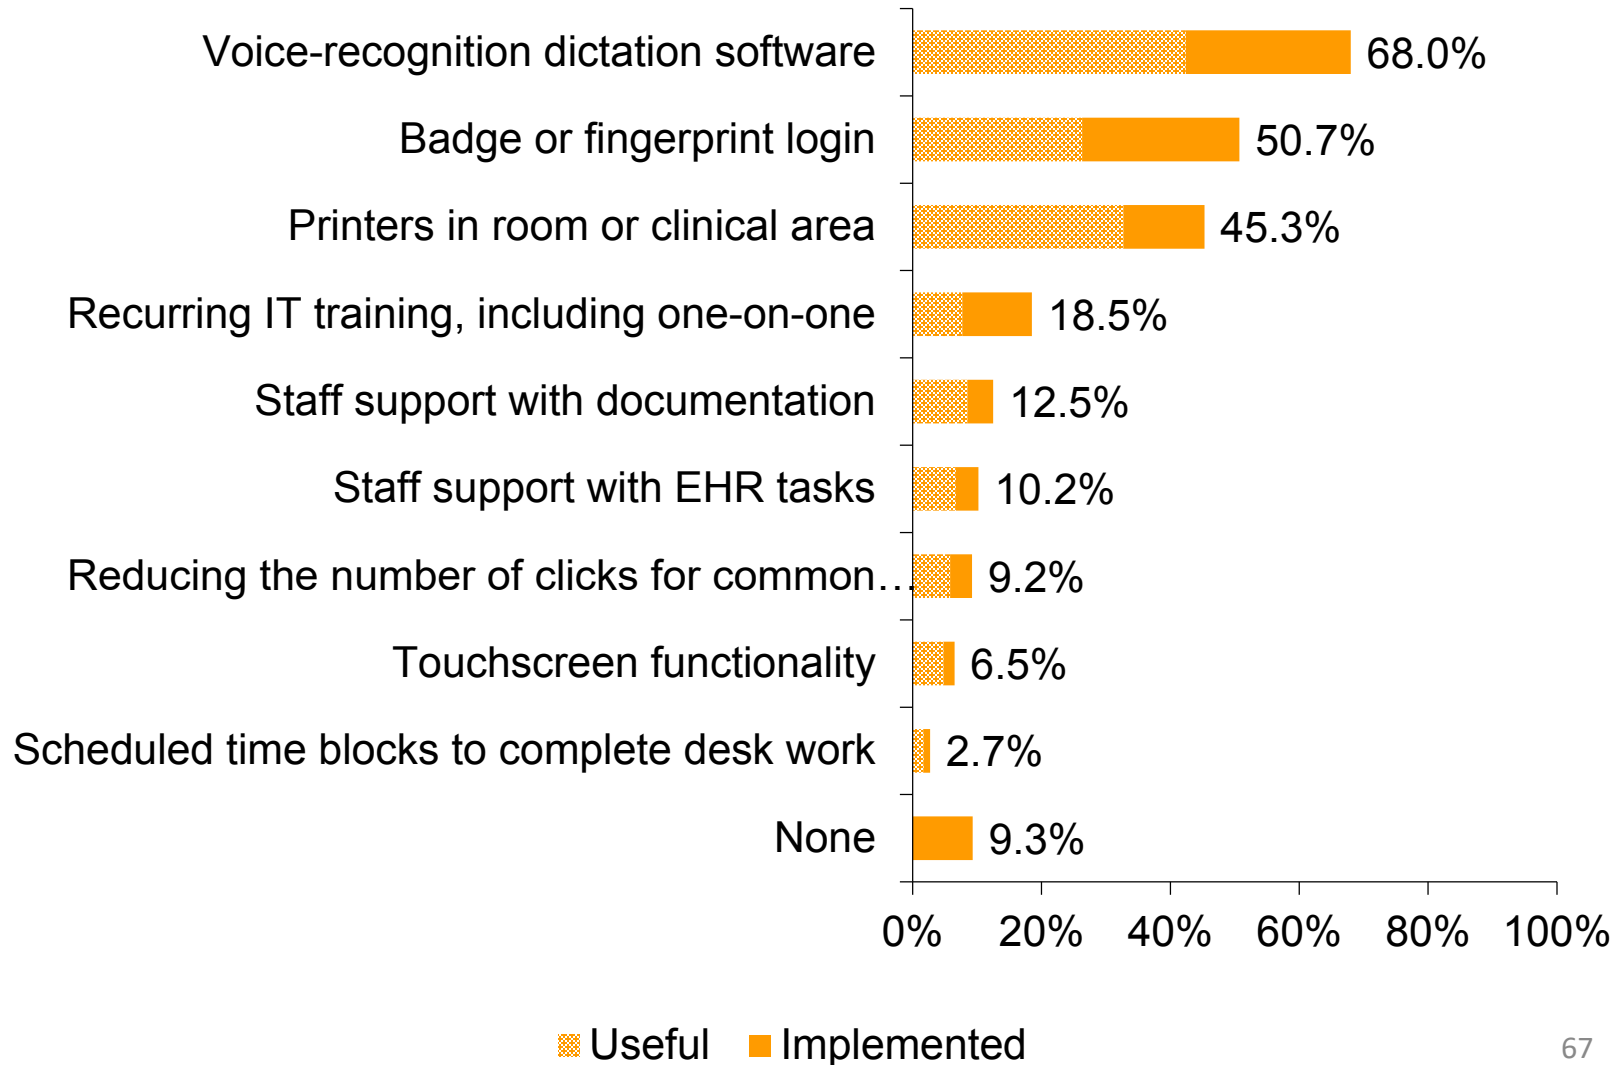 Voice-recognition dictation software 68.0%
Badge or fingerprint login 50.7%
Printers in room or clinical area 45.3%
Recurring IT training, including one-on-one 18.5%
Staff support with documentation 12.5%
Staff support with EHR tasks 10.2%
Reducing the number of clicks for common… 9.2%
Touchscreen functionality 6.5%
Scheduled time blocks to complete desk work 2.7%
None 9.3%
0% 20% 40% 60% 80% 100%
Useful Implemented
67